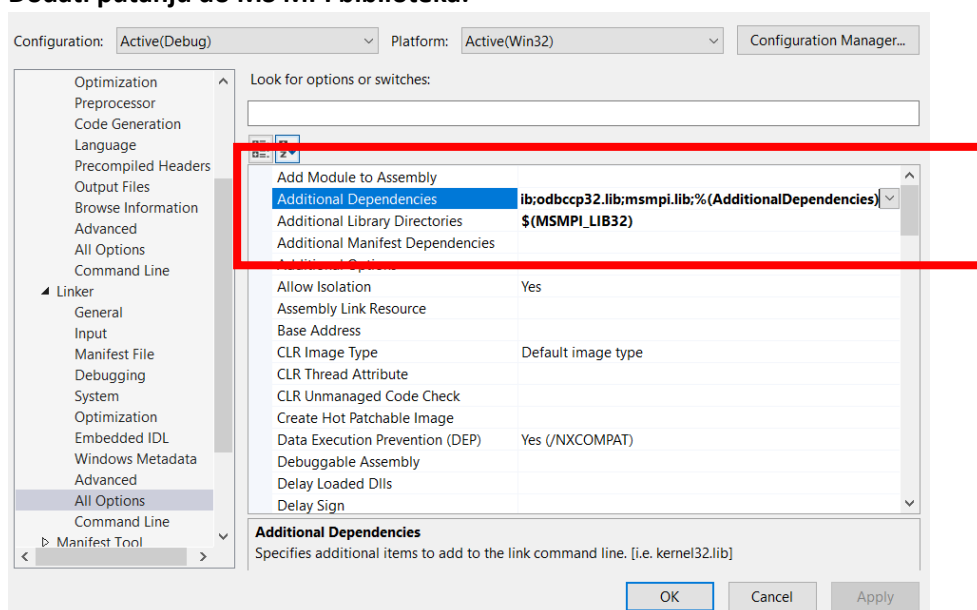 Dodati putanju do MS MPI biblioteka:
Configuration: Active(Debug) Platform: Active(Win32) Configuration Manager...
Optimization
Preprocessor
Code Generation
Language
Precompiled Headers
Output Files
Browse Information
Advanced
All Options
Command Line
Linker
General
Input
Manifest File
Debugging
System
Optimization
Embedded IDL
Windows Metadata
Advanced
All Options
Command Line
Manifest Tool
Look for options or switches:
Add Module to Assembly
Additional Dependencies ib;odbccp32.lib;msmpi.lib;%(AdditionalDependencies)
Additional Library Directories $(MSMPI_LIB32)
Additional Manifest Dependencies
Additional Options
Allow Isolation Yes
Assembly Link Resource
Base Address
CLR Image Type Default image type
CLR Thread Attribute
CLR Unmanaged Code Check
Create Hot Patchable Image
Data Execution Prevention (DEP) Yes (/NXCOMPAT)
Debuggable Assembly
Delay Loaded Dlls
Delay Sign
Additional Dependencies
Specifies additional items to add to the link command line. [i.e. kernel32.lib]
OK Cancel Apply